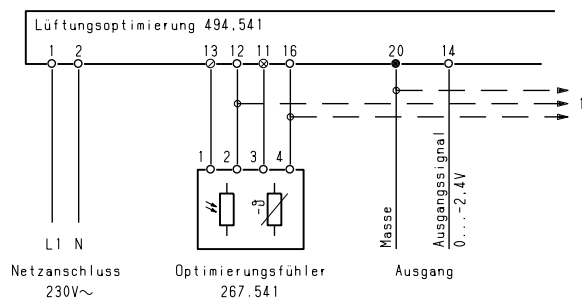 Lüftungsoptimierung 494,541
1 2 13 12 11 16 20 14
1
1 2 3 4
-ϑ
Masse
Ausgangssignal
0...-2,4V
L1 N
Netzanschluss
230V~
Optimierungsfühler
267.541
Ausgang